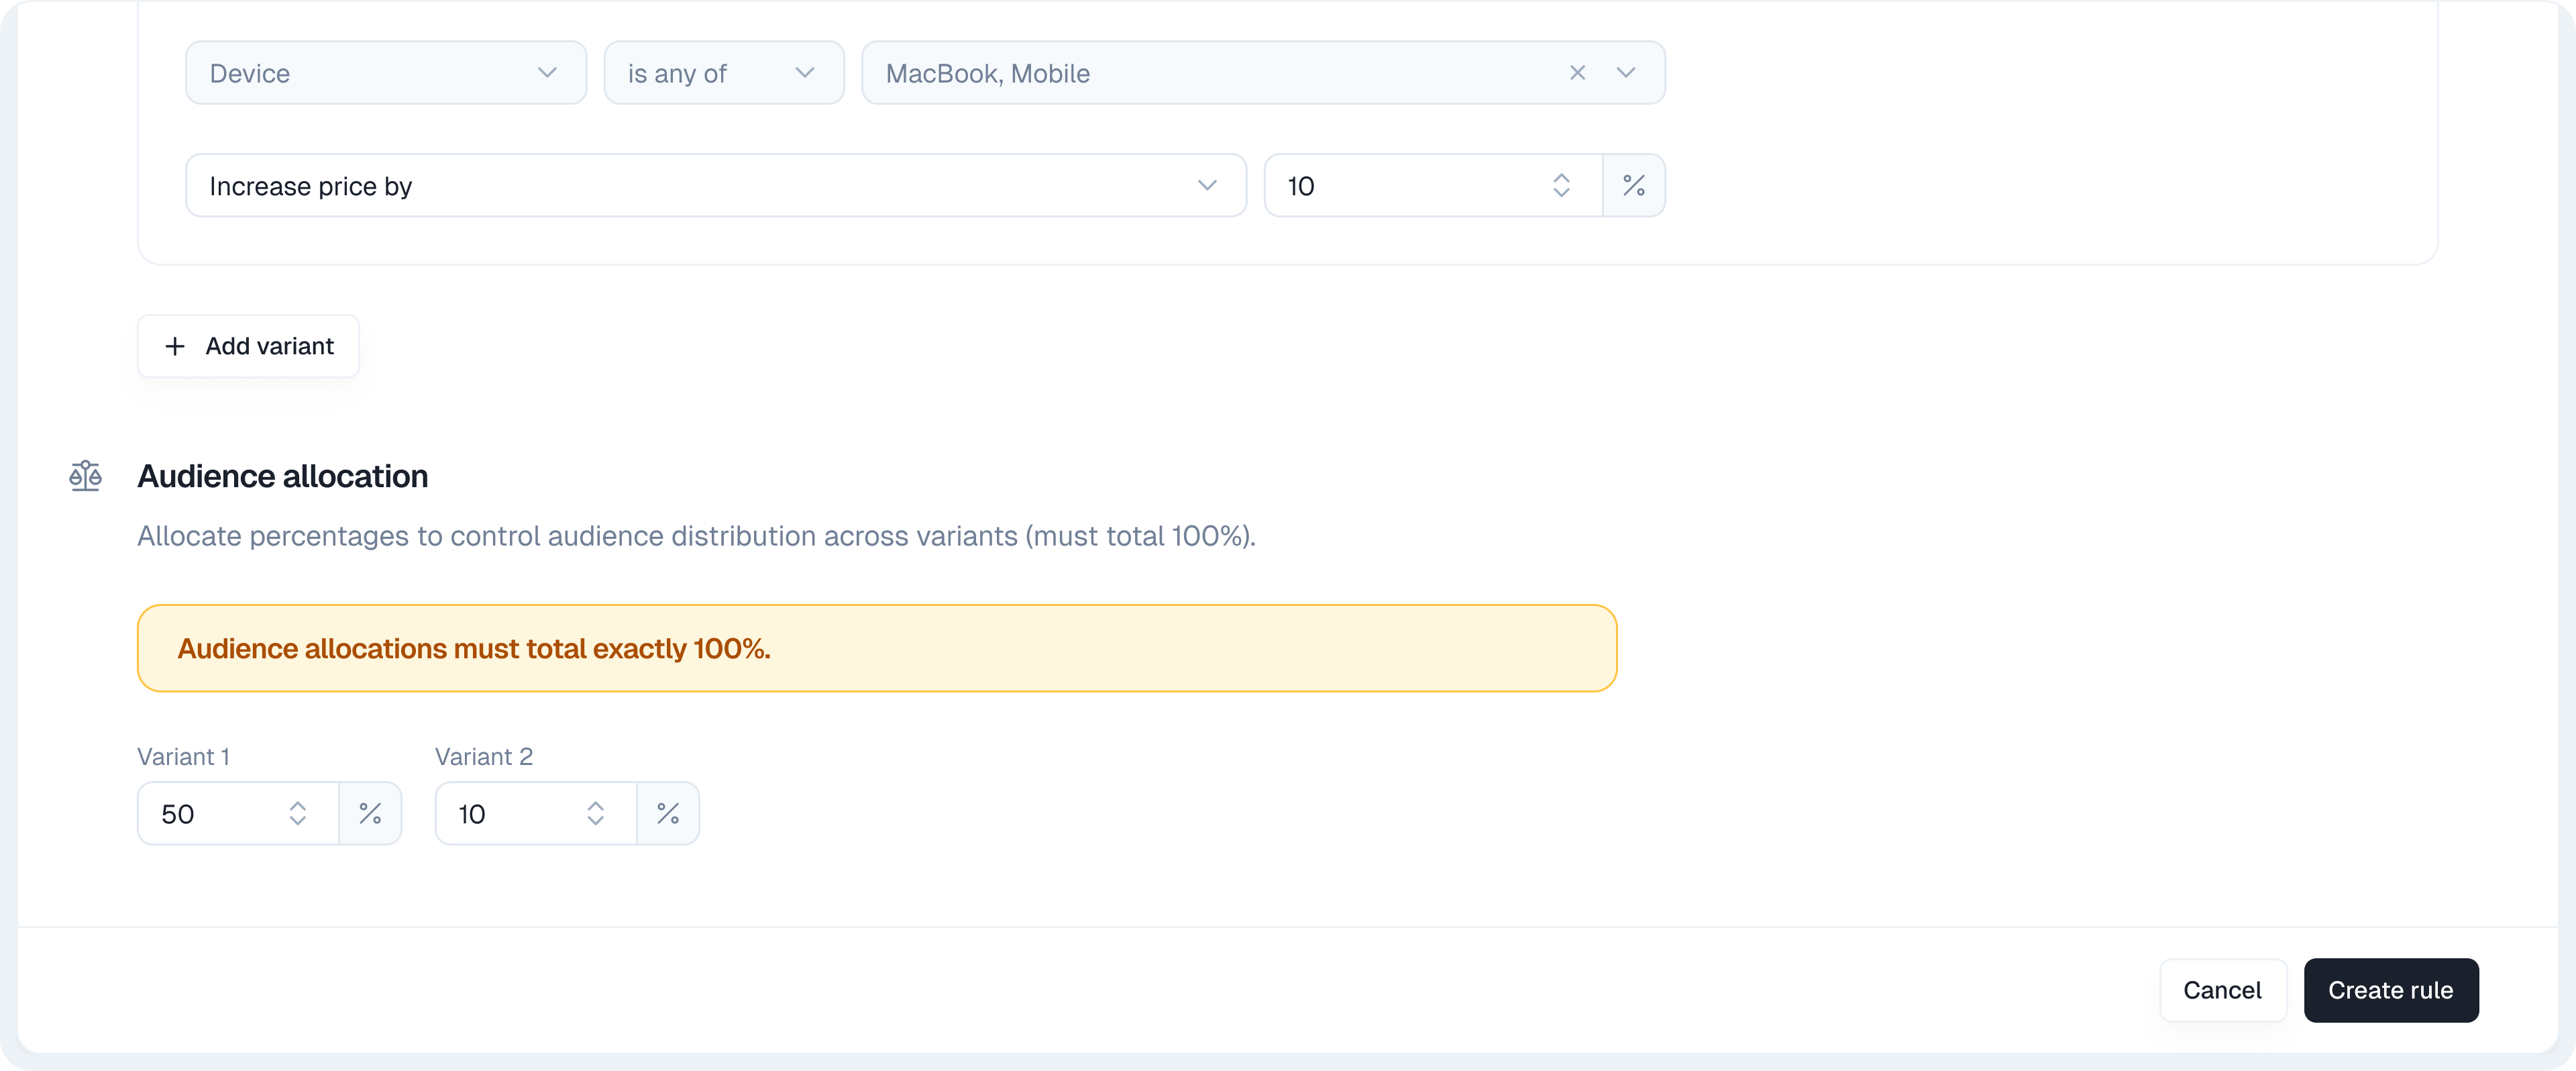 Device is any of MacBook, Mobile
Increase price by 10 %
Add variant
Audience allocation
Allocate percentages to control audience distribution across variants (must total 100%).
Audience allocations must total exactly 100%.
Variant 1 Variant 2
50 % 10 %
Cancel Create rule